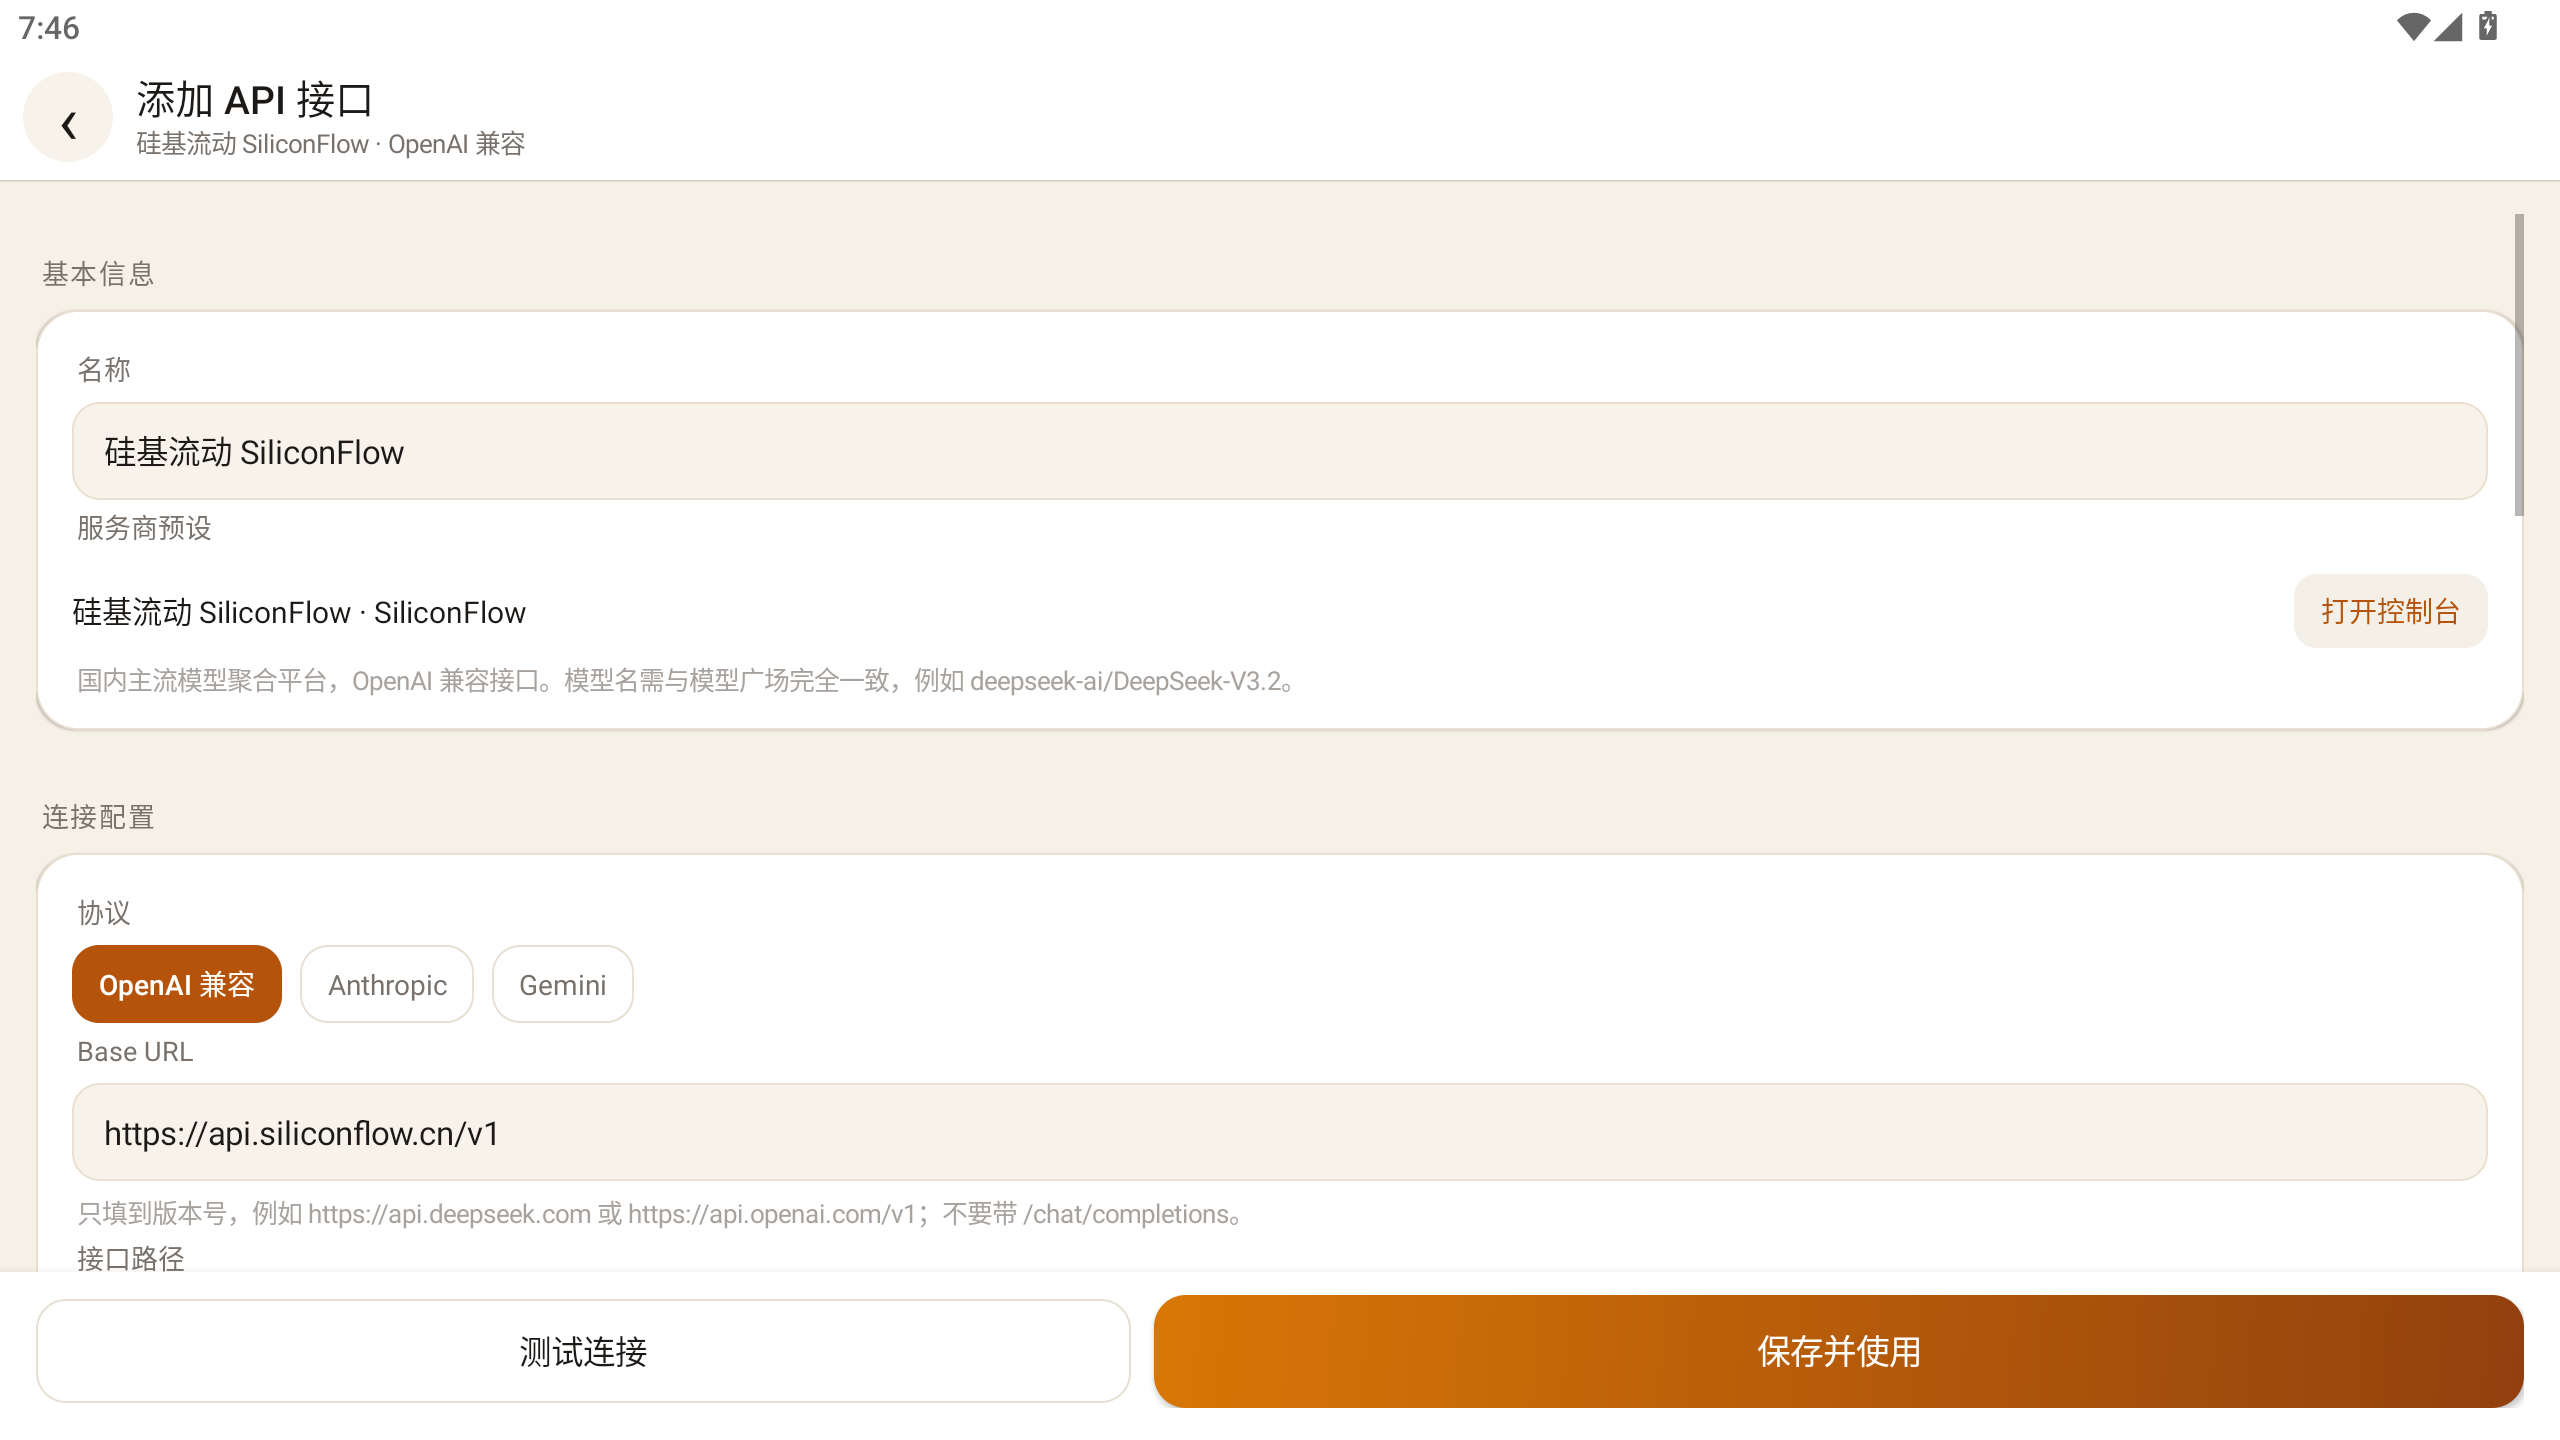 7:46
添加 API 接口
硅基流动 SiliconFlow · OpenAI 兼容
基本信息
名称
硅基流动 SiliconFlow
服务商预设
硅基流动 SiliconFlow · SiliconFlow
打开控制台
国内主流模型聚合平台，OpenAI 兼容接口。模型名需与模型广场完全一致，例如 deepseek-ai/DeepSeek-V3.2。
连接配置
协议
OpenAI 兼容
Anthropic
Gemini
Base URL
https://api.siliconflow.cn/v1
只填到版本号，例如 https://api.deepseek.com 或 https://api.openai.com/v1；不要带 /chat/completions。
接口路径
测试连接
保存并使用